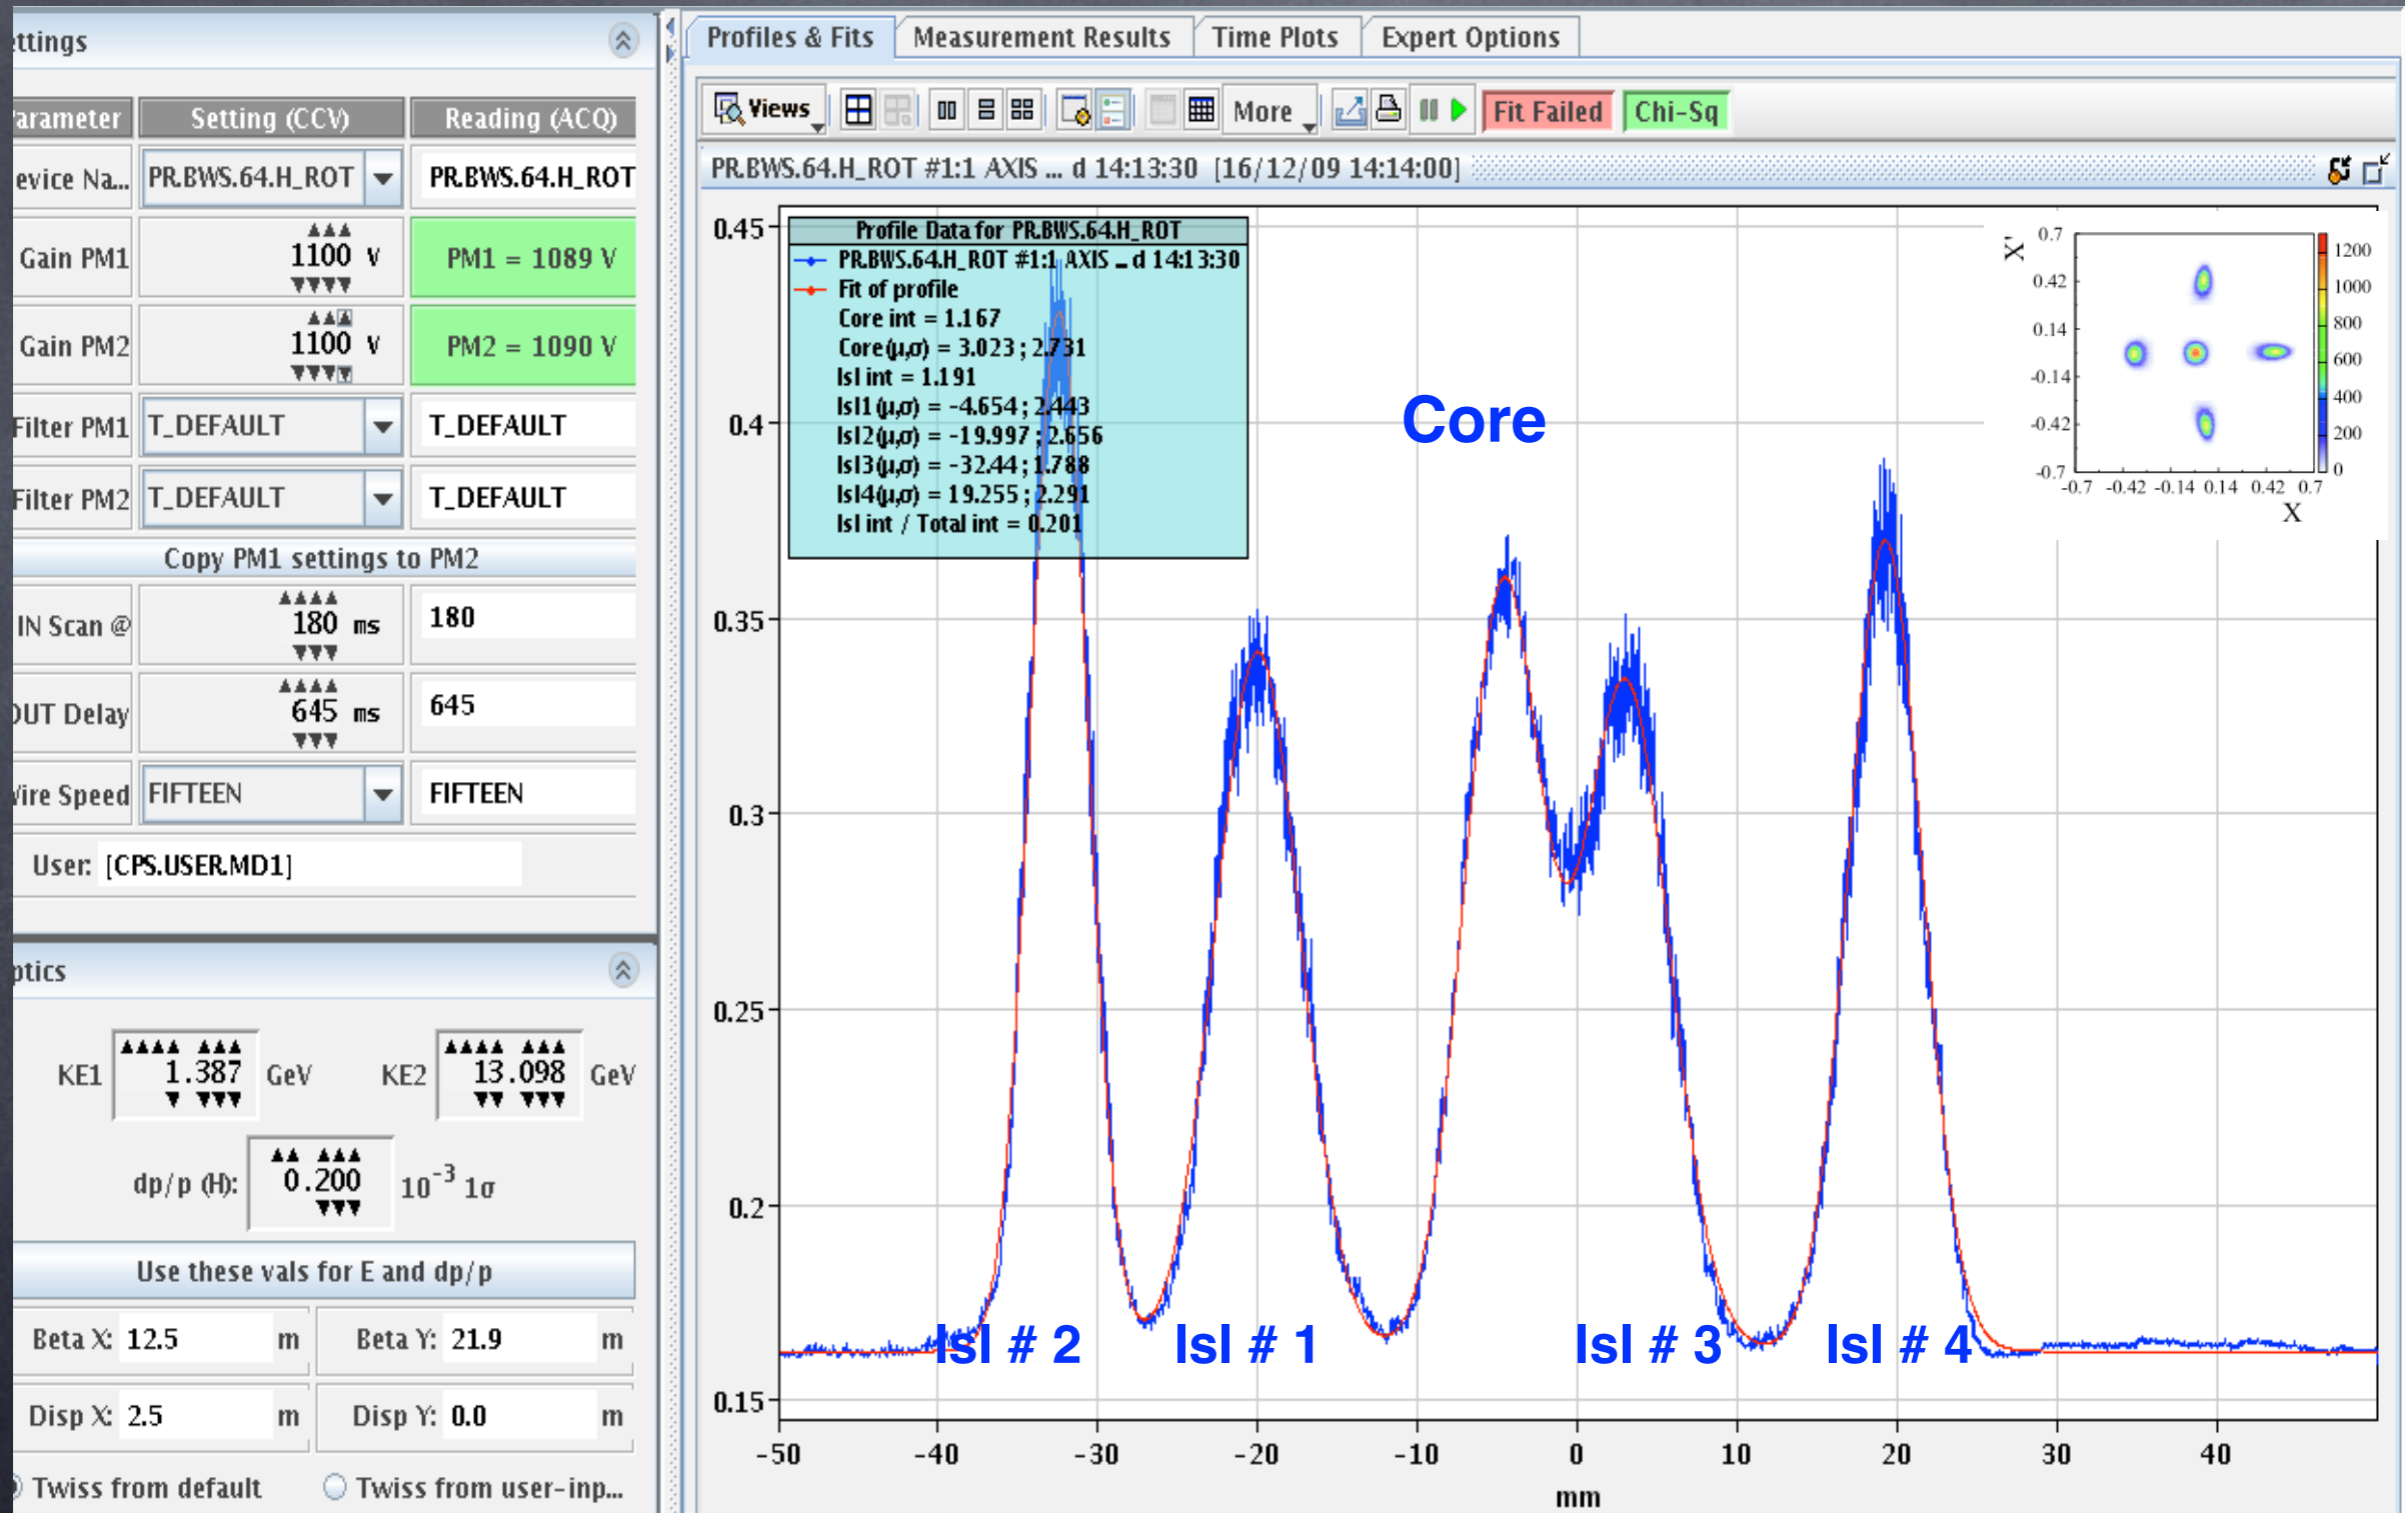 ettings
arameter Setting (CCV) Reading (ACQ)
evice Na... PR.BWS.64.H_ROT PR.BWS.64.H_ROT
Gain PM1 1100 V PM1 = 1089 V
Gain PM2 1100 V PM2 = 1090 V
Filter PM1 T_DEFAULT T_DEFAULT
Filter PM2 T_DEFAULT T_DEFAULT
Copy PM1 settings to PM2
IN Scan @ 180 ms 180
OUT Delay 645 ms 645
Wire Speed FIFTEEN FIFTEEN
User: [CPS.USER.MD1]
ptics
KE1 1.387 GeV KE2 13.098 GeV
dp/p (H): 0.200 10⁻³ 1σ
Use these vals for E and dp/p
Beta X: 12.5 m Beta Y: 21.9 m
Disp X: 2.5 m Disp Y: 0.0 m
Twiss from default Twiss from user-inp...
Profiles & Fits Measurement Results Time Plots Expert Options
Views More Fit Failed Chi-Sq
PR.BWS.64.H_ROT #1:1 AXIS ... d 14:13:30 [16/12/09 14:14:00]
Profile Data for PR.BWS.64.H_ROT
PR.BWS.64.H_ROT #1:1 AXIS ... d 14:13:30
Fit of profile
Core int = 1.167
Core(μ,σ) = 3.023 ; 2.731
Isl int = 1.191
Isl1(μ,σ) = -4.654 ; 2.443
Isl2(μ,σ) = -19.997 ; 2.656
Isl3(μ,σ) = -32.44 ; 1.788
Isl4(μ,σ) = 19.255 ; 2.291
Isl int / Total int = 0.201
0.45
0.4
0.35
0.3
0.25
0.2
0.15
Core
Isl # 2 Isl # 1 Isl # 3 Isl # 4
-50 -40 -30 -20 -10 0 10 20 30 40
mm
X'
0.7
0.42
0.14
-0.14
-0.42
-0.7
-0.7 -0.42 -0.14 0.14 0.42 0.7
X
1200
1000
800
600
400
200
0